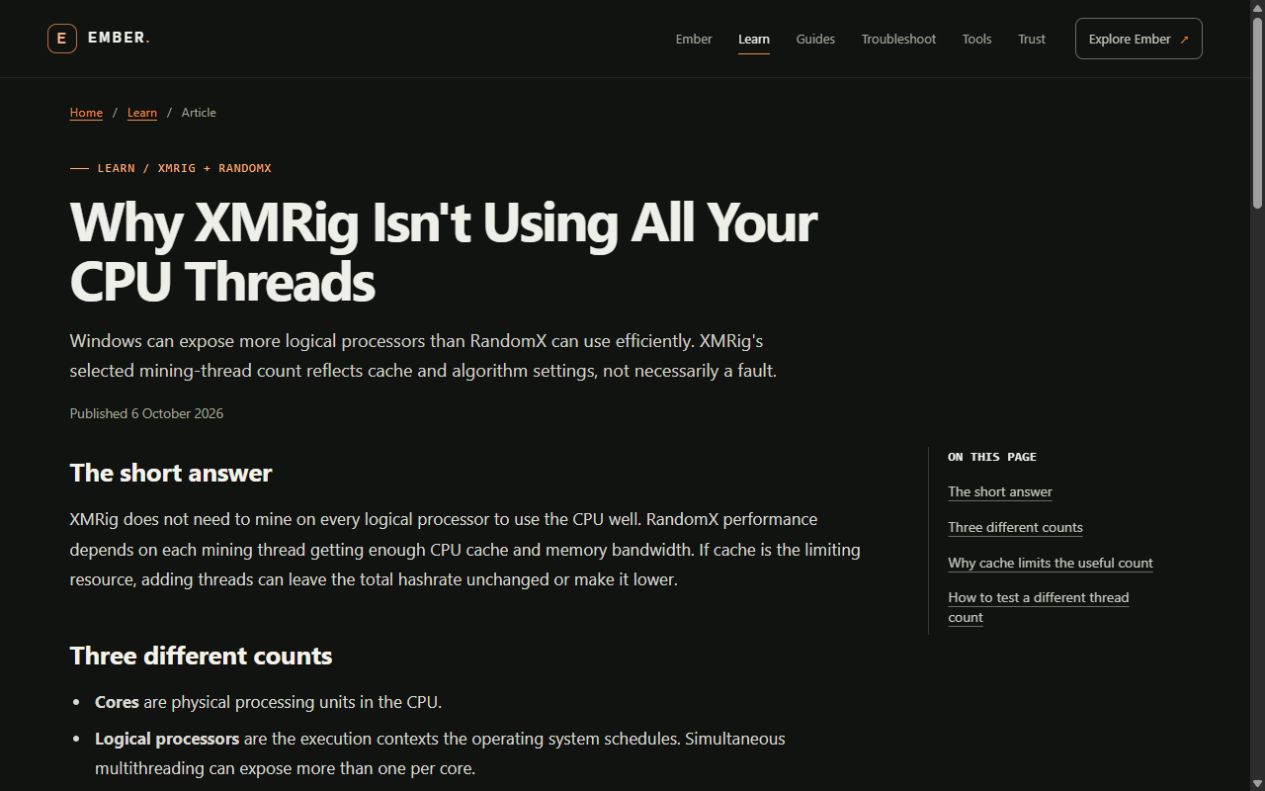 E EMBER.
Ember Learn Guides Troubleshoot Tools Trust Explore Ember ↗
Home / Learn / Article
LEARN / XMRIG + RANDOMX
Why XMRig Isn't Using All Your
CPU Threads
Windows can expose more logical processors than RandomX can use efficiently. XMRig's
selected mining-thread count reflects cache and algorithm settings, not necessarily a fault.
Published 6 October 2026
The short answer
XMRig does not need to mine on every logical processor to use the CPU well. RandomX performance
depends on each mining thread getting enough CPU cache and memory bandwidth. If cache is the limiting
resource, adding threads can leave the total hashrate unchanged or make it lower.
Three different counts
• Cores are physical processing units in the CPU.
• Logical processors are the execution contexts the operating system schedules. Simultaneous
multithreading can expose more than one per core.
ON THIS PAGE
The short answer
Three different counts
Why cache limits the useful count
How to test a different thread
count